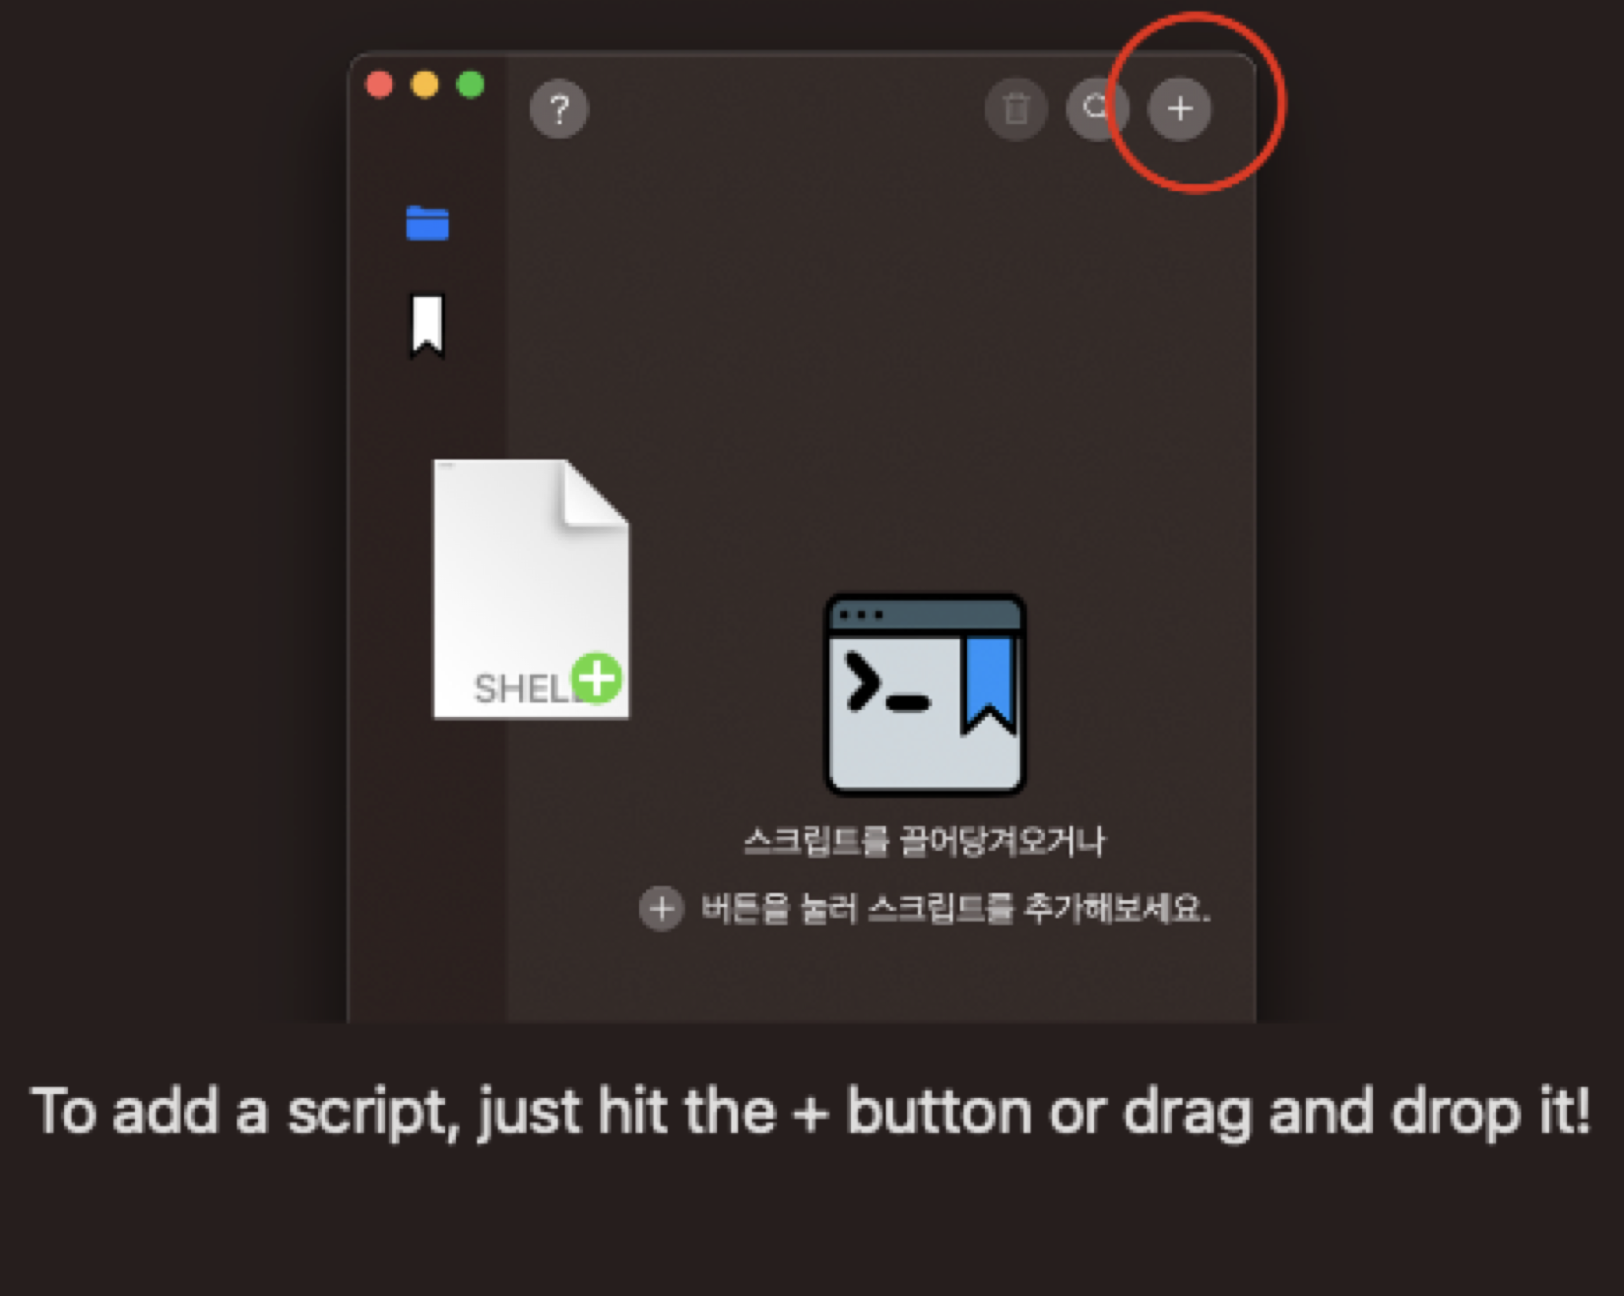 ?
+
SHELL
>_
스크립트를 끌어당겨오거나
+ 버튼을 눌러 스크립트를 추가해보세요.
To add a script, just hit the + button or drag and drop it!